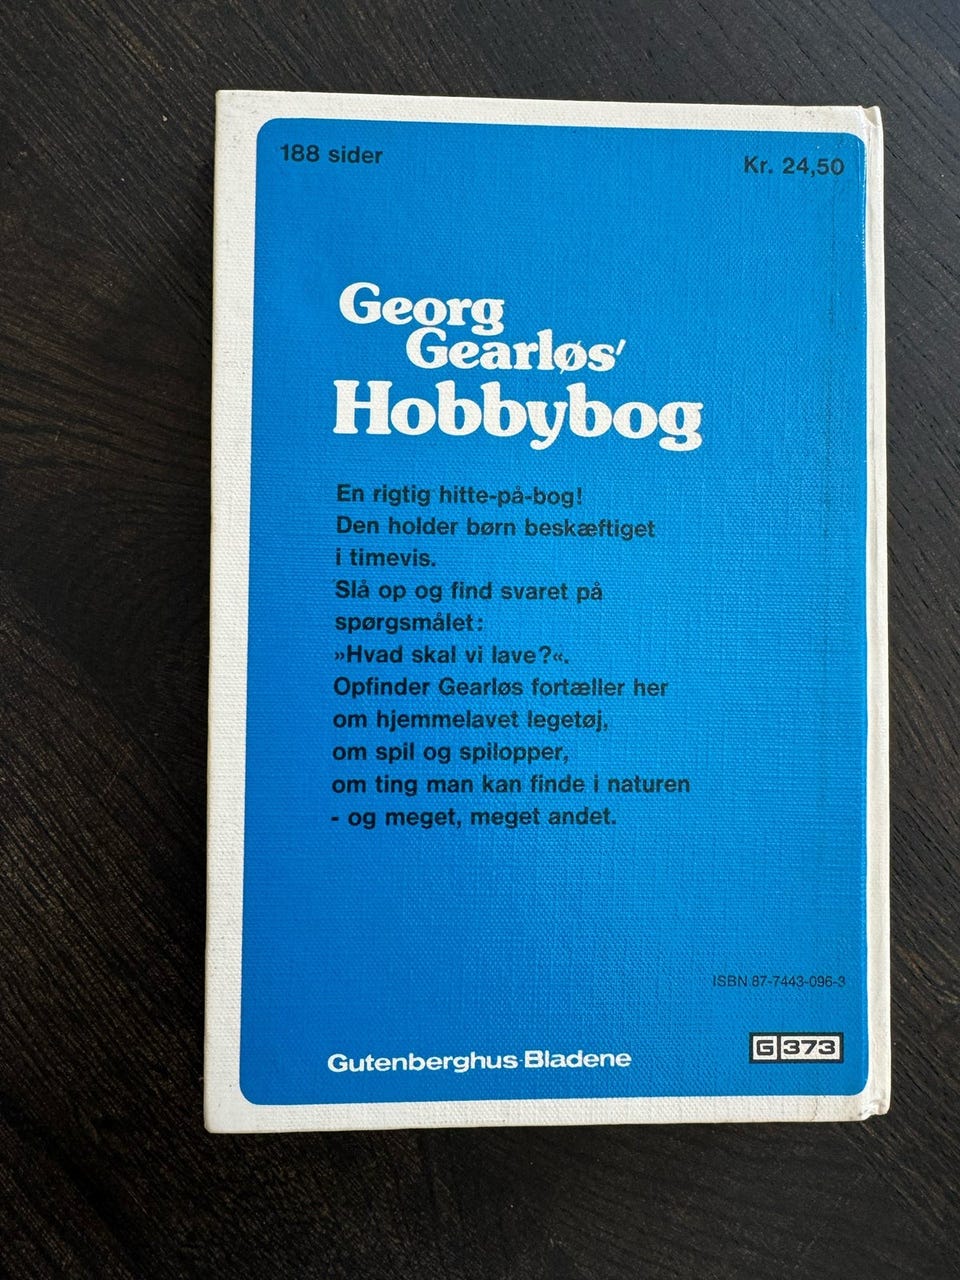 188 sider
Kr. 24,50
Georg
Gearløs'
Hobbybog
En rigtig hitte-på-bog!
Den holder børn beskæftiget
i timevis.
Slå op og find svaret på
spørgsmålet:
»Hvad skal vi lave?«.
Opfinder Gearløs fortæller her
om hjemmelavet legetøj,
om spil og spilopper,
om ting man kan finde i naturen
- og meget, meget andet.
ISBN 87-7443-096-3
Gutenberghus-Bladene
G 373